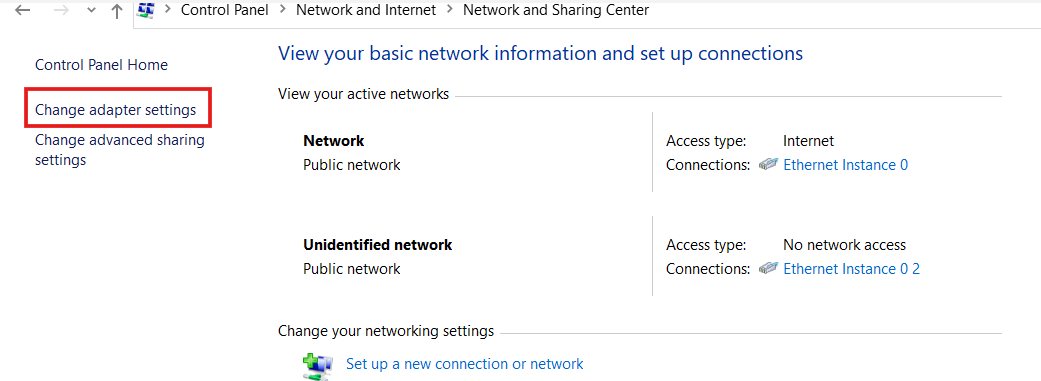 Control Panel > Network and Internet > Network and Sharing Center
Control Panel Home
Change adapter settings
Change advanced sharing
settings
View your basic network information and set up connections
View your active networks
Network
Public network
Access type: Internet
Connections: Ethernet Instance 0
Unidentified network
Public network
Access type: No network access
Connections: Ethernet Instance 0 2
Change your networking settings
Set up a new connection or network